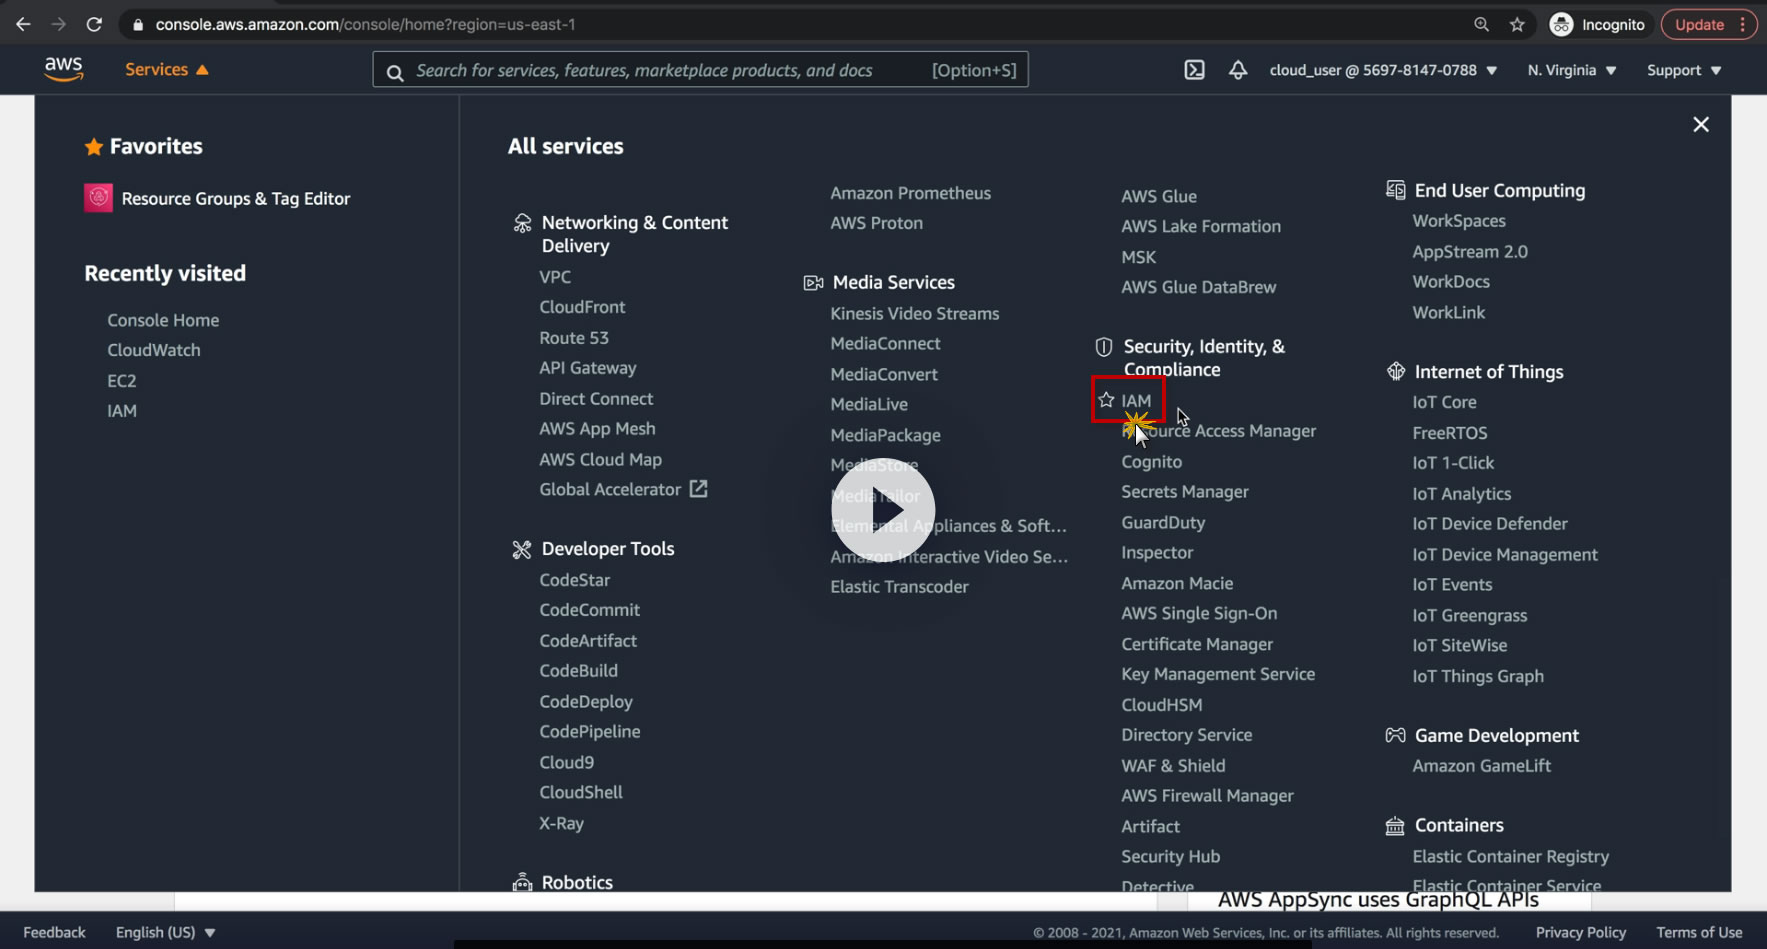 console.aws.amazon.com/console/home?region=us-east-1
Incognito
Update
aws
Services
Search for services, features, marketplace products, and docs
[Option+S]
cloud_user @ 5697-8147-0788
N. Virginia
Support
Favorites
Resource Groups & Tag Editor
Recently visited
Console Home
CloudWatch
EC2
IAM
All services
Networking & Content
Delivery
VPC
CloudFront
Route 53
API Gateway
Direct Connect
AWS App Mesh
AWS Cloud Map
Global Accelerator
Developer Tools
CodeStar
CodeCommit
CodeArtifact
CodeBuild
CodeDeploy
CodePipeline
Cloud9
CloudShell
X-Ray
Robotics
Amazon Prometheus
AWS Proton
Media Services
Kinesis Video Streams
MediaConnect
MediaConvert
MediaLive
MediaPackage
MediaStore
MediaTailor
Elemental Appliances & Soft...
Amazon Interactive Video Se...
Elastic Transcoder
AWS Glue
AWS Lake Formation
MSK
AWS Glue DataBrew
Security, Identity, &
Compliance
IAM
Resource Access Manager
Cognito
Secrets Manager
GuardDuty
Inspector
Amazon Macie
AWS Single Sign-On
Certificate Manager
Key Management Service
CloudHSM
Directory Service
WAF & Shield
AWS Firewall Manager
Artifact
Security Hub
Detective
End User Computing
WorkSpaces
AppStream 2.0
WorkDocs
WorkLink
Internet of Things
IoT Core
FreeRTOS
IoT 1-Click
IoT Analytics
IoT Device Defender
IoT Device Management
IoT Events
IoT Greengrass
IoT SiteWise
IoT Things Graph
Game Development
Amazon GameLift
Containers
Elastic Container Registry
Elastic Container Service
AWS AppSync uses GraphQL APIs
Feedback
English (US)
© 2008 - 2021, Amazon Web Services, Inc. or its affiliates. All rights reserved.
Privacy Policy
Terms of Use